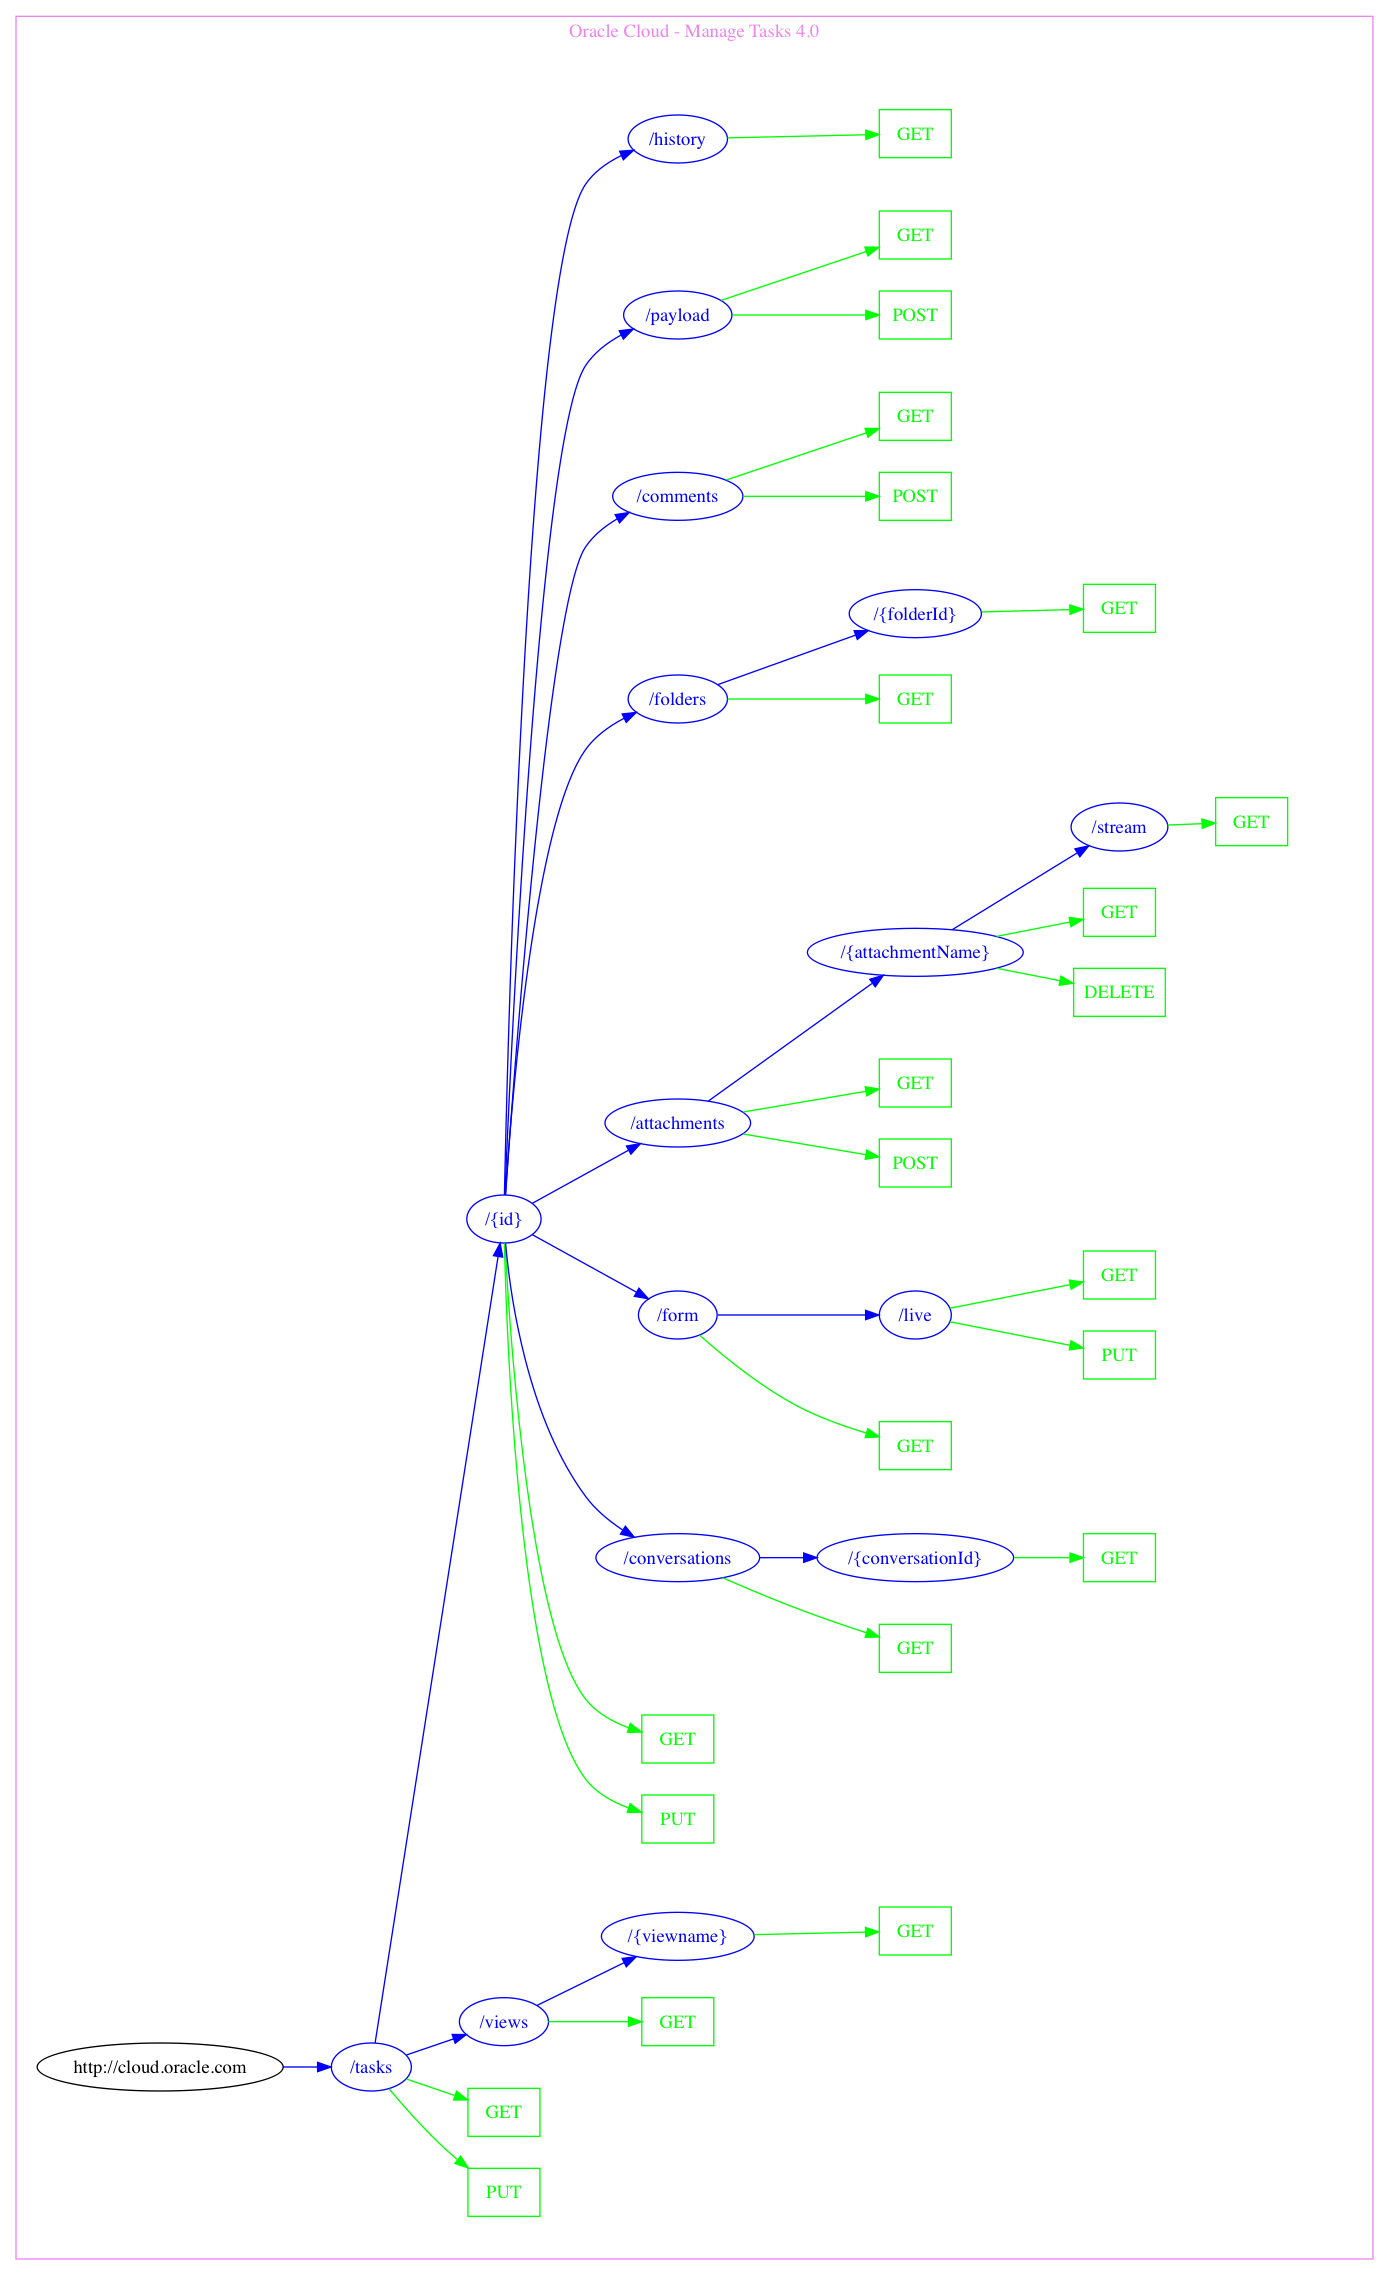 Oracle Cloud - Manage Tasks 4.0
/history
GET
GET
/payload
POST
GET
/comments
POST
/{folderId}
GET
/folders
GET
/stream
GET
GET
/{attachmentName}
DELETE
GET
/attachments
POST
/{id}
GET
/form
/live
PUT
GET
/conversations
/{conversationId}
GET
GET
GET
PUT
/{viewname}
GET
/views
GET
http://cloud.oracle.com
/tasks
GET
PUT